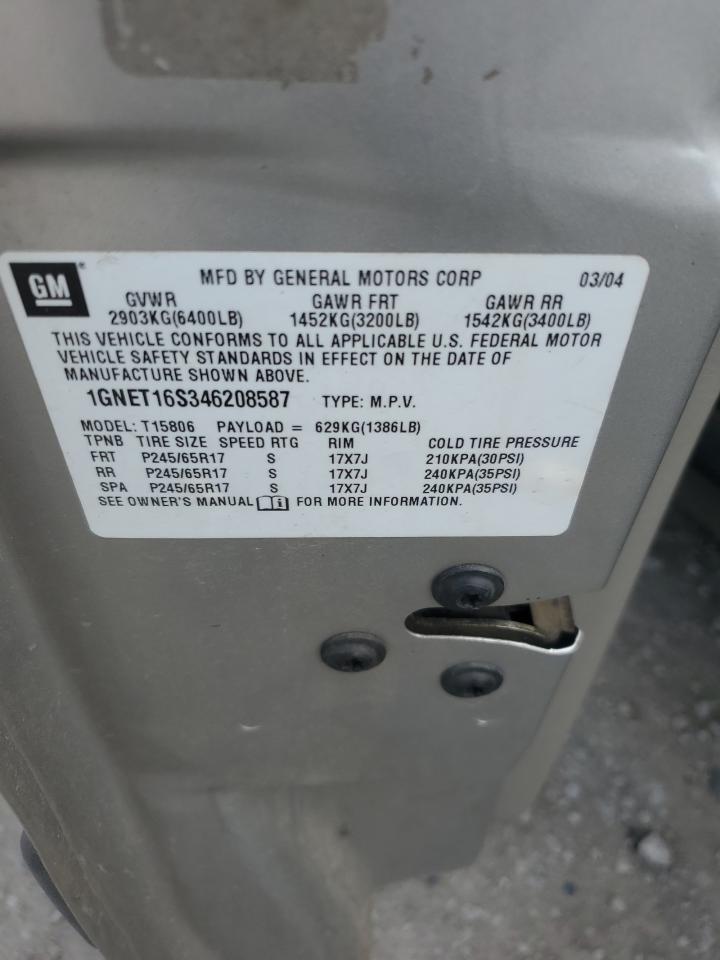 GM® MFD BY GENERAL MOTORS CORP 03/04
GVWR GAWR FRT GAWR RR
2903KG(6400LB) 1452KG(3200LB) 1542KG(3400LB)
THIS VEHICLE CONFORMS TO ALL APPLICABLE U.S. FEDERAL MOTOR
VEHICLE SAFETY STANDARDS IN EFFECT ON THE DATE OF
MANUFACTURE SHOWN ABOVE.
1GNET16S346208587 TYPE: M.P.V.
MODEL: T15806 PAYLOAD = 629KG(1386LB)
TPNB TIRE SIZE SPEED RTG RIM COLD TIRE PRESSURE
FRT P245/65R17 S 17X7J 210KPA(30PSI)
RR P245/65R17 S 17X7J 240KPA(35PSI)
SPA P245/65R17 S 17X7J 240KPA(35PSI)
SEE OWNER'S MANUAL i FOR MORE INFORMATION.